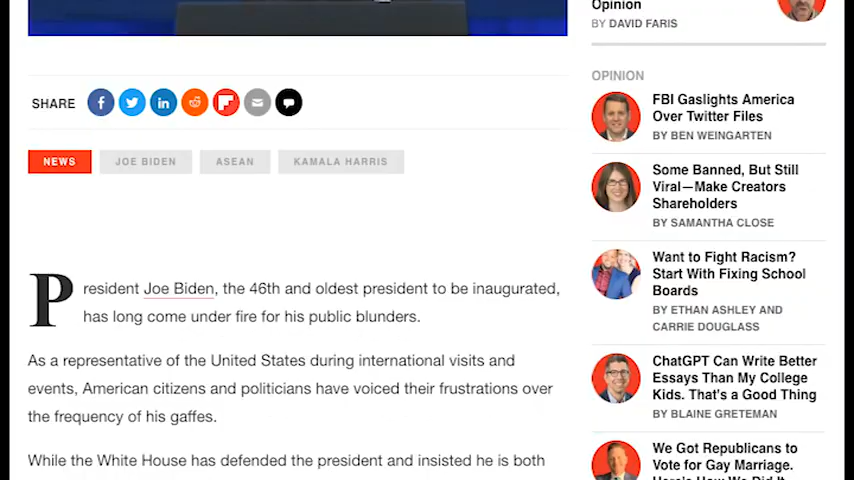 Opinion
BY DAVID FARIS
SHARE
NEWS
JOE BIDEN
ASEAN
KAMALA HARRIS
President Joe Biden, the 46th and oldest president to be inaugurated,
has long come under fire for his public blunders.
As a representative of the United States during international visits and
events, American citizens and politicians have voiced their frustrations over
the frequency of his gaffes.
While the White House has defended the president and insisted he is both
OPINION
FBI Gaslights America
Over Twitter Files
BY BEN WEINGARTEN
Some Banned, But Still
Viral—Make Creators
Shareholders
BY SAMANTHA CLOSE
Want to Fight Racism?
Start With Fixing School
Boards
BY ETHAN ASHLEY AND
CARRIE DOUGLASS
ChatGPT Can Write Better
Essays Than My College
Kids. That's a Good Thing
BY BLAINE GRETEMAN
We Got Republicans to
Vote for Gay Marriage.
Here's How We Did It